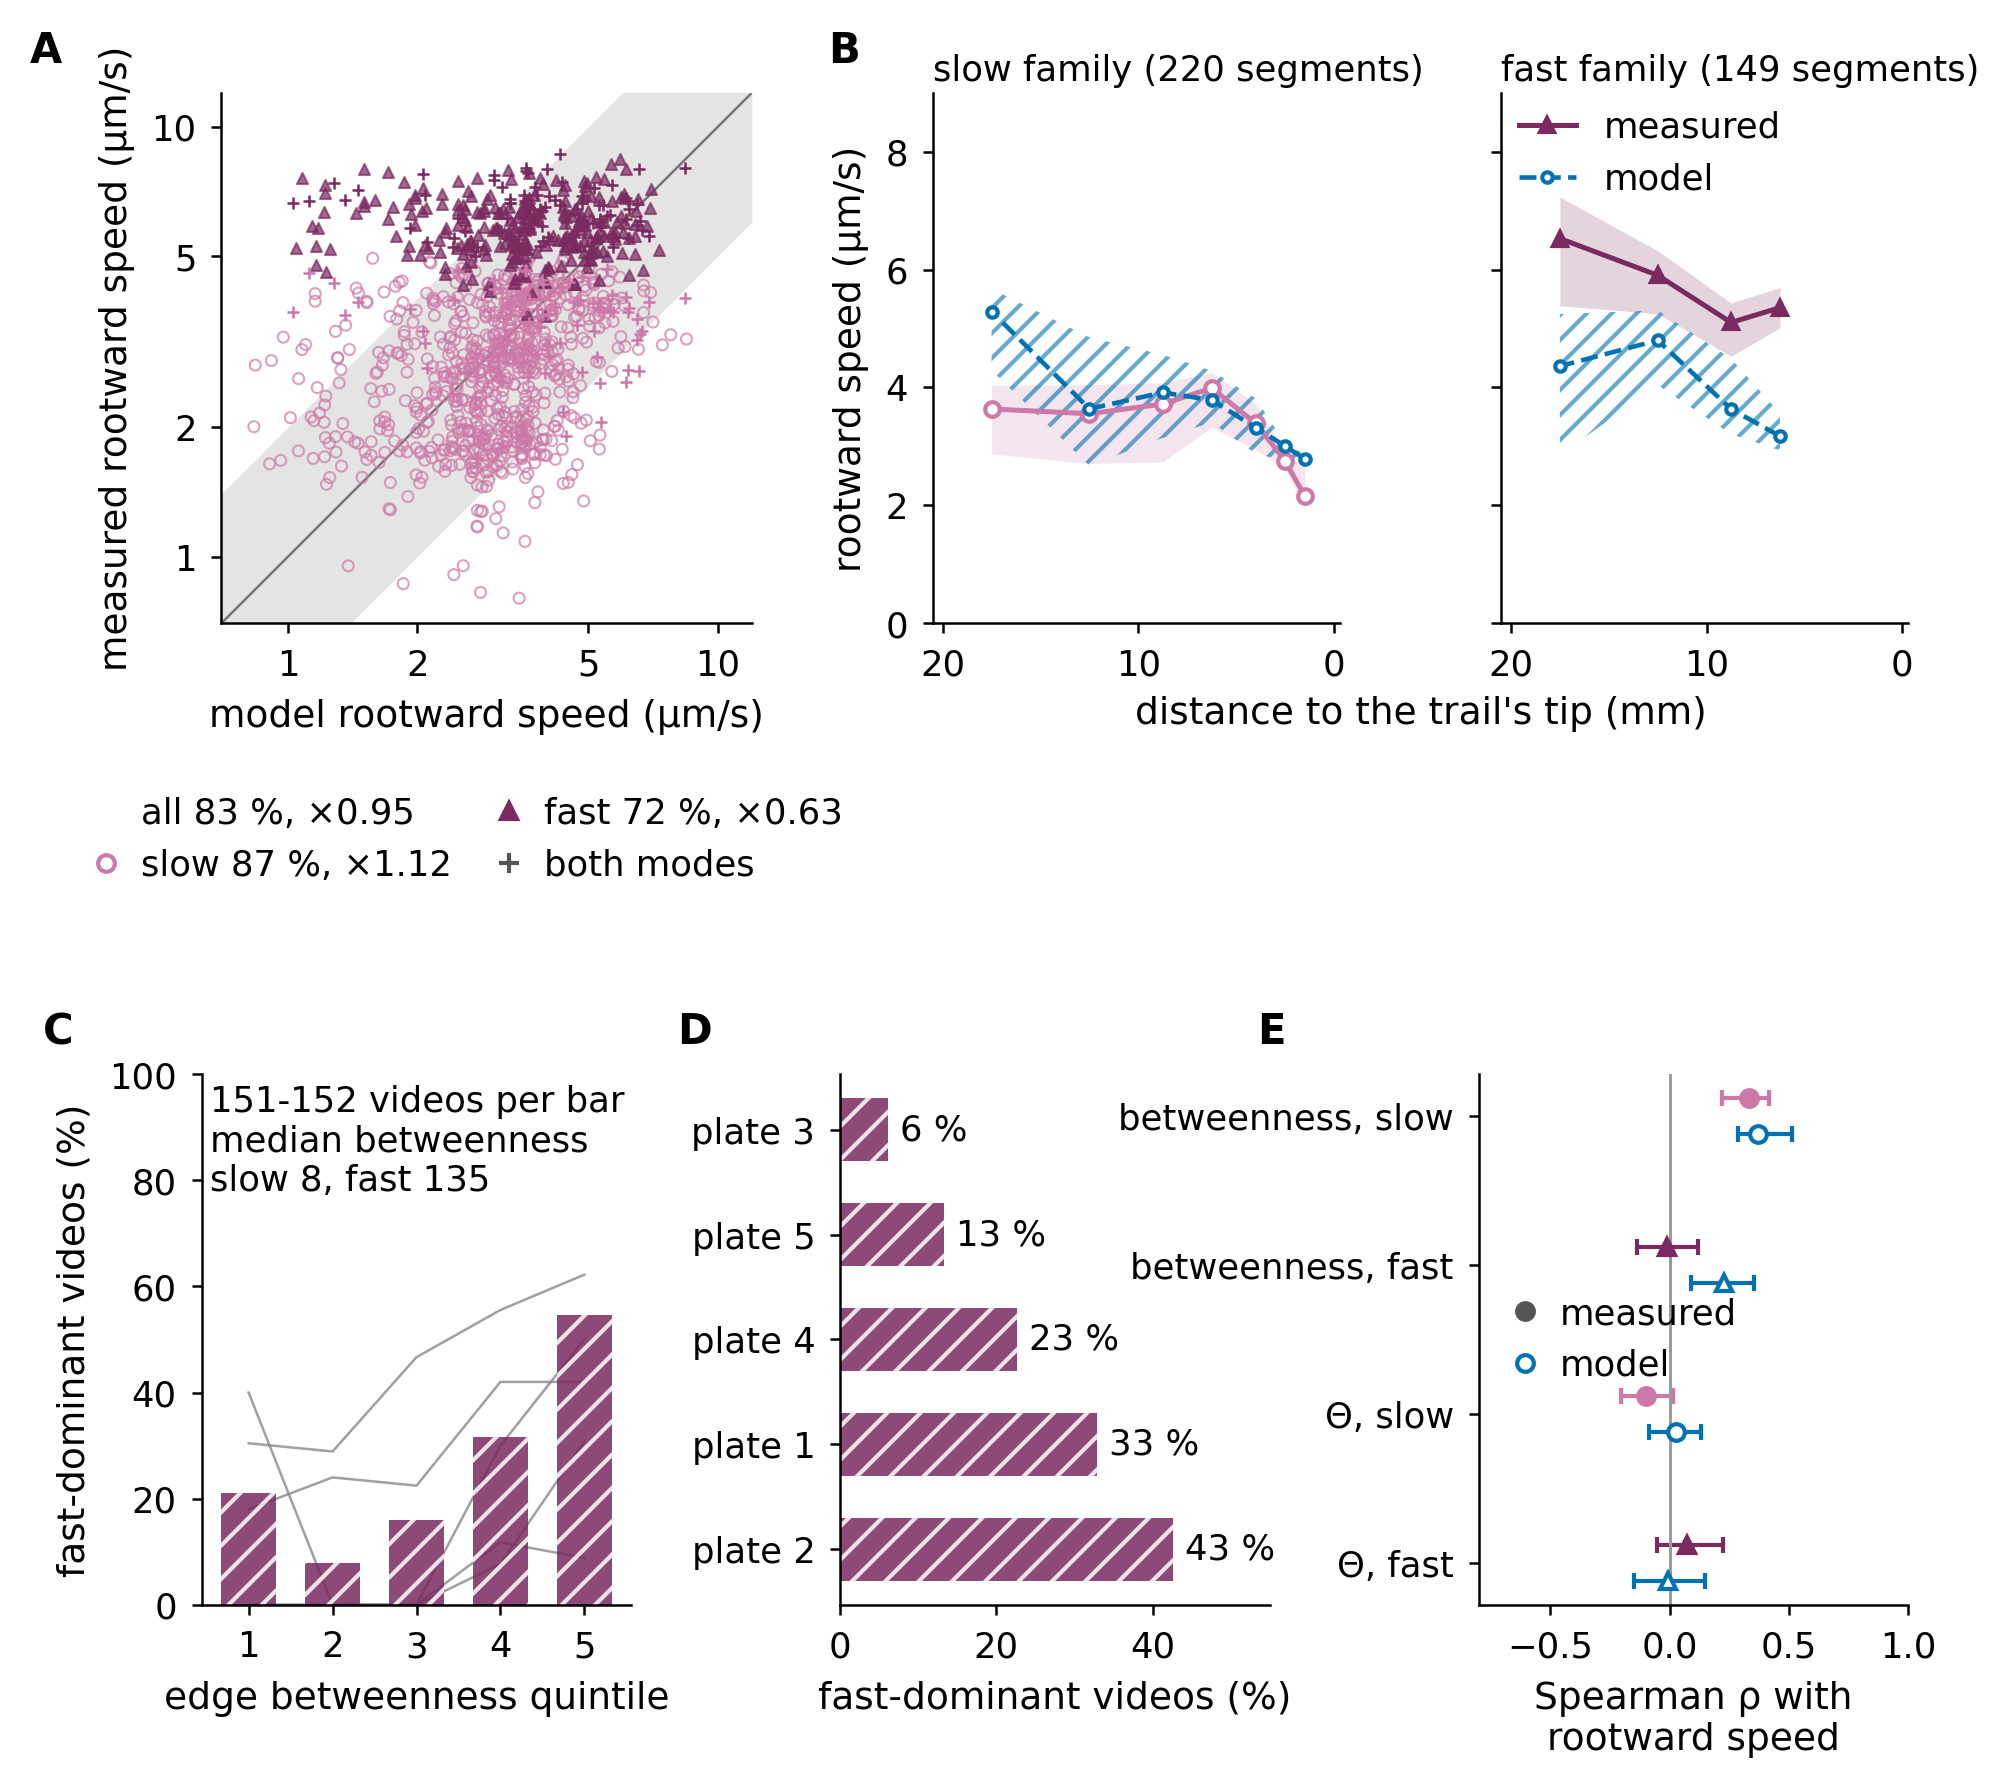 A
measured rootward speed (µm/s)
10
5
2
1
1
2
5
10
model rootward speed (µm/s)
all 83 %, ×0.95
slow 87 %, ×1.12
fast 72 %, ×0.63
both modes
B
slow family (220 segments)
rootward speed (µm/s)
8
6
4
2
0
20
10
0
fast family (149 segments)
measured
model
20
10
0
distance to the trail's tip (mm)
C
fast-dominant videos (%)
100
80
60
40
20
0
151-152 videos per bar
median betweenness
slow 8, fast 135
1
2
3
4
5
edge betweenness quintile
D
plate 3
6 %
plate 5
13 %
plate 4
23 %
plate 1
33 %
plate 2
43 %
0
20
40
fast-dominant videos (%)
E
betweenness, slow
betweenness, fast
measured
model
Θ, slow
Θ, fast
−0.5
0.0
0.5
1.0
Spearman ρ with
rootward speed